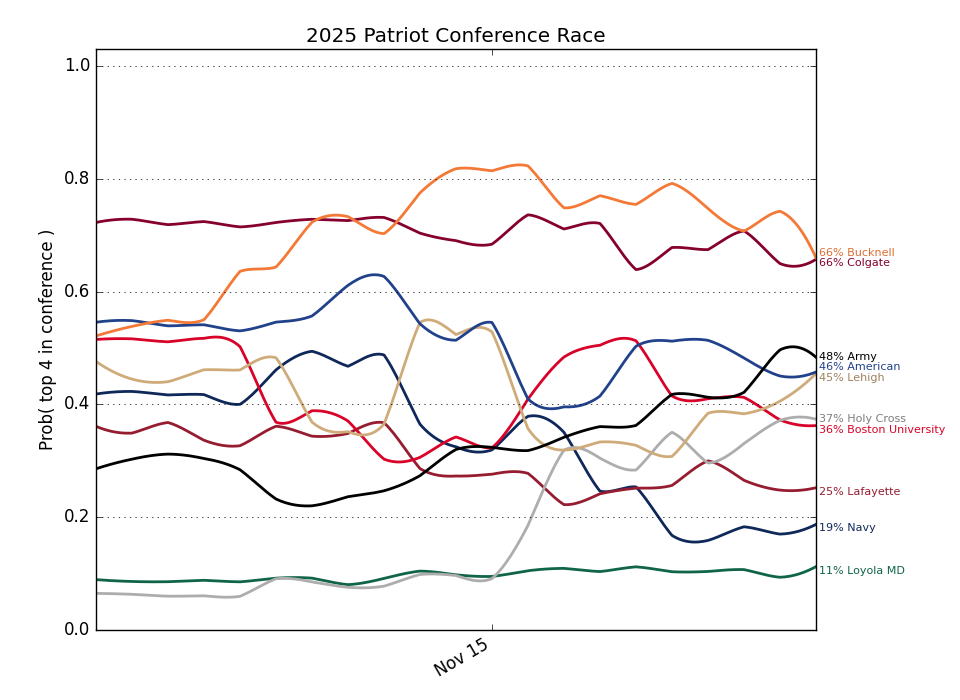 2025 Patriot Conference Race
Prob( top 4 in conference )
1.0
0.8
0.6
0.4
0.2
0.0
Nov 15
66% Bucknell
66% Colgate
48% Army
46% American
45% Lehigh
37% Holy Cross
36% Boston University
25% Lafayette
19% Navy
11% Loyola MD